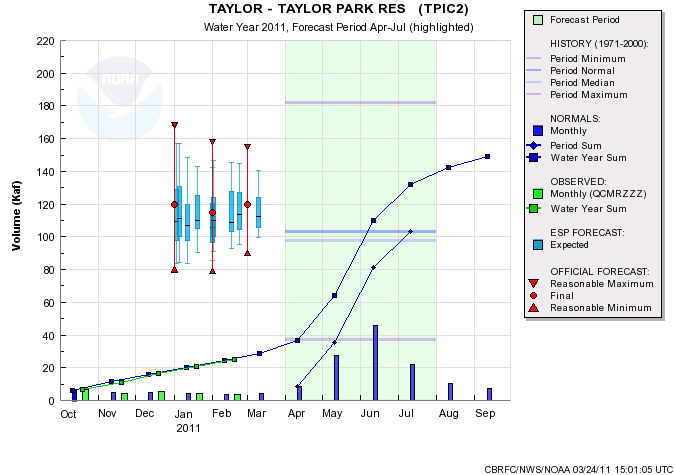 TAYLOR - TAYLOR PARK RES (TPIC2)
Water Year 2011, Forecast Period Apr-Jul (highlighted)
Volume (Kaf)
220
200
180
160
140
120
100
80
60
40
20
0
NOAA
Oct Nov Dec Jan Feb Mar Apr May Jun Jul Aug Sep
2011
Forecast Period
HISTORY (1971-2000):
Period Minimum
Period Normal
Period Median
Period Maximum
NORMALS:
Monthly
Period Sum
Water Year Sum
OBSERVED:
Monthly (QCMRZZZ)
Water Year Sum
ESP FORECAST:
Expected
OFFICIAL FORECAST:
Reasonable Maximum
Final
Reasonable Minimum
CBRFC/NWS/NOAA 03/24/11 15:01:05 UTC